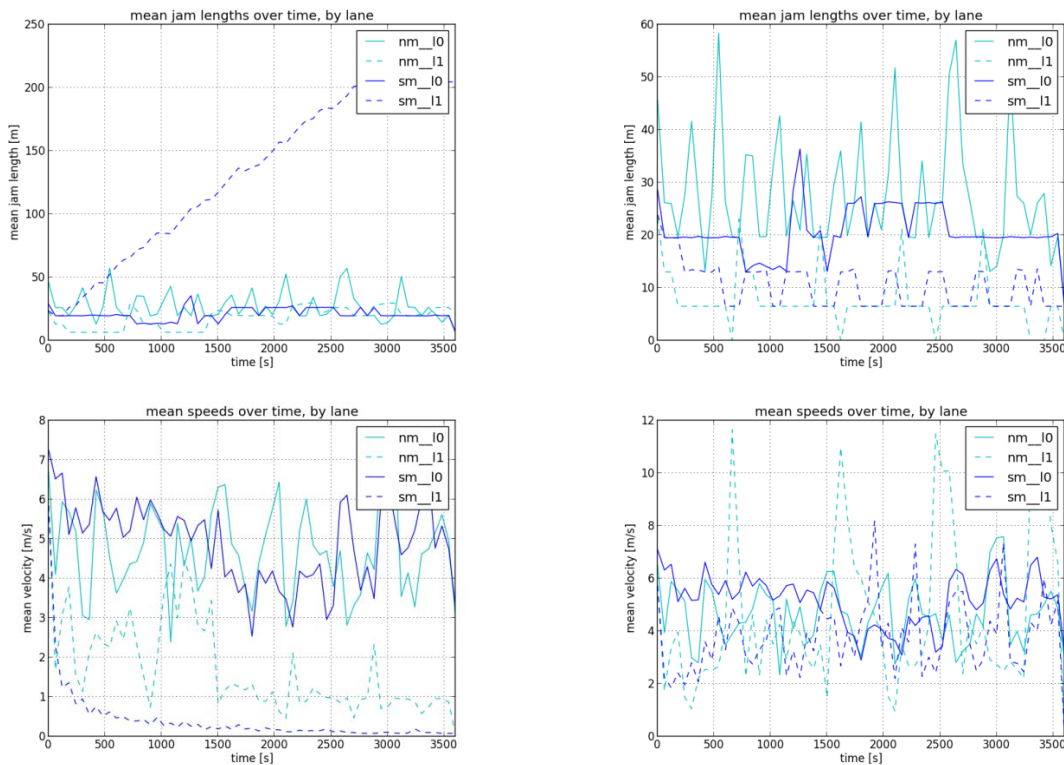 mean jam lengths over time, by lane
250
200
150
100
50
0
mean jam length [m]
nm__l0
nm__l1
sm__l0
sm__l1
0 500 1000 1500 2000 2500 3000 3500
time [s]
mean jam lengths over time, by lane
60
50
40
30
20
10
0
mean jam length [m]
nm__l0
nm__l1
sm__l0
sm__l1
0 500 1000 1500 2000 2500 3000 3500
time [s]
mean speeds over time, by lane
8
7
6
5
4
3
2
1
0
mean velocity [m/s]
nm__l0
nm__l1
sm__l0
sm__l1
0 500 1000 1500 2000 2500 3000 3500
time [s]
mean speeds over time, by lane
12
10
8
6
4
2
0
mean velocity [m/s]
nm__l0
nm__l1
sm__l0
sm__l1
0 500 1000 1500 2000 2500 3000 3500
time [s]